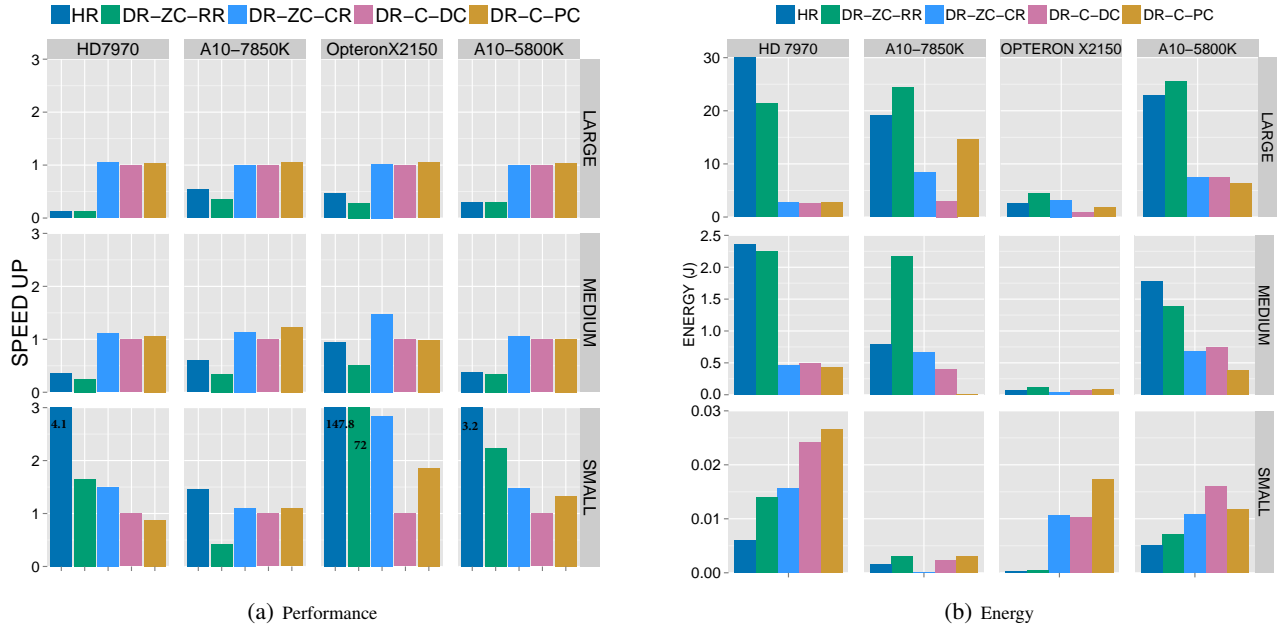 HR DR−ZC−RR DR−ZC−CR DR−C−DC DR−C−PC
HD7970 A10−7850K OpteronX2150 A10−5800K
3
2
1
0
LARGE
3
2
1
0
MEDIUM
3
2
1
0
SMALL
SPEED UP
4.1
147.8
72
3.2
(a) Performance
HR DR−ZC−RR DR−ZC−CR DR−C−DC DR−C−PC
HD 7970 A10−7850K OPTERON X2150 A10−5800K
30
20
10
0
LARGE
2.5
2.0
1.5
1.0
0.5
0.0
MEDIUM
0.03
0.02
0.01
0.00
SMALL
ENERGY (J)
(b) Energy